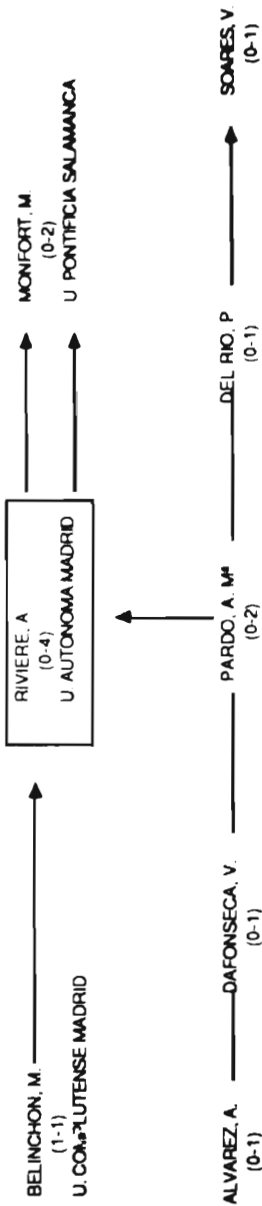 BELINCHON, M.
(1-1)
U. COMPLUTENSE MADRID
RIVIERE, A
(0-4)
U AUTONOMA MADRID
MONFORT, M.
(0-2)
U PONTIFICIA SALAMANCA
ALVAREZ, A.
(0-1)
DAFONSECA, V.
(0-1)
PARDO, A. Mª
(0-2)
DEL RIO, P
(0-1)
SOARES, V.
(0-1)